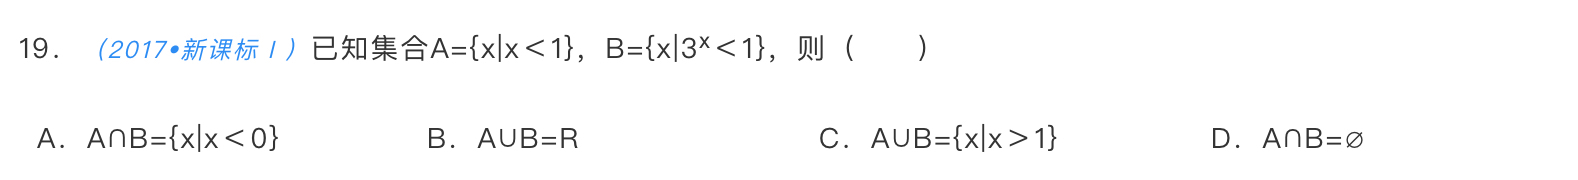 19. （2017•新课标Ⅰ）已知集合A={x|x＜1}，B={x|3ˣ＜1}，则（　　）
A．A∩B={x|x＜0}　B．A∪B=R　C．A∪B={x|x＞1}　D．A∩B=∅